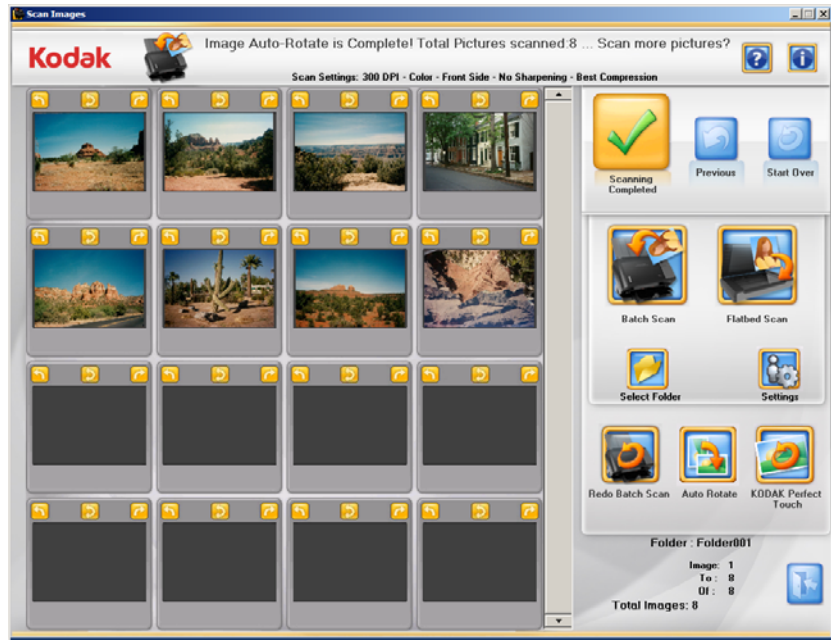 Scan Images
Kodak
Image Auto-Rotate is Complete! Total Pictures scanned:8 ... Scan more pictures?
Scan Settings: 300 DPI - Color - Front Side - No Sharpening - Best Compression
Scanning
Completed
Previous
Start Over
Batch Scan
Flatbed Scan
Select Folder
Settings
Redo Batch Scan
Auto Rotate
KODAK Perfect
Touch
Folder : Folder001
Image: 1
To : 8
Of : 8
Total Images: 8